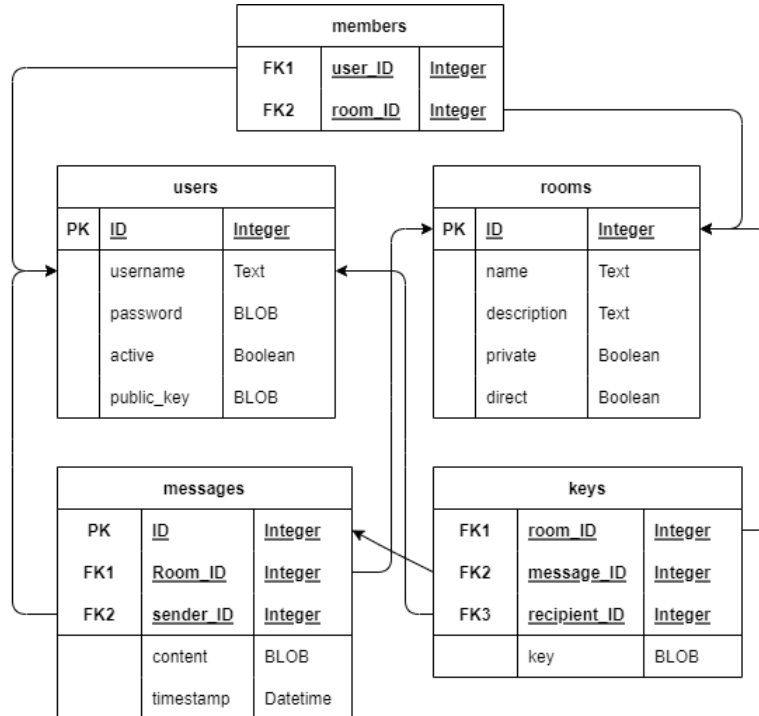 members
FK1 user_ID Integer
FK2 room_ID Integer
users
PK ID Integer
username Text
password BLOB
active Boolean
public_key BLOB
rooms
PK ID Integer
name Text
description Text
private Boolean
direct Boolean
messages
PK ID Integer
FK1 Room_ID Integer
FK2 sender_ID Integer
content BLOB
timestamp Datetime
keys
FK1 room_ID Integer
FK2 message_ID Integer
FK3 recipient_ID Integer
key BLOB